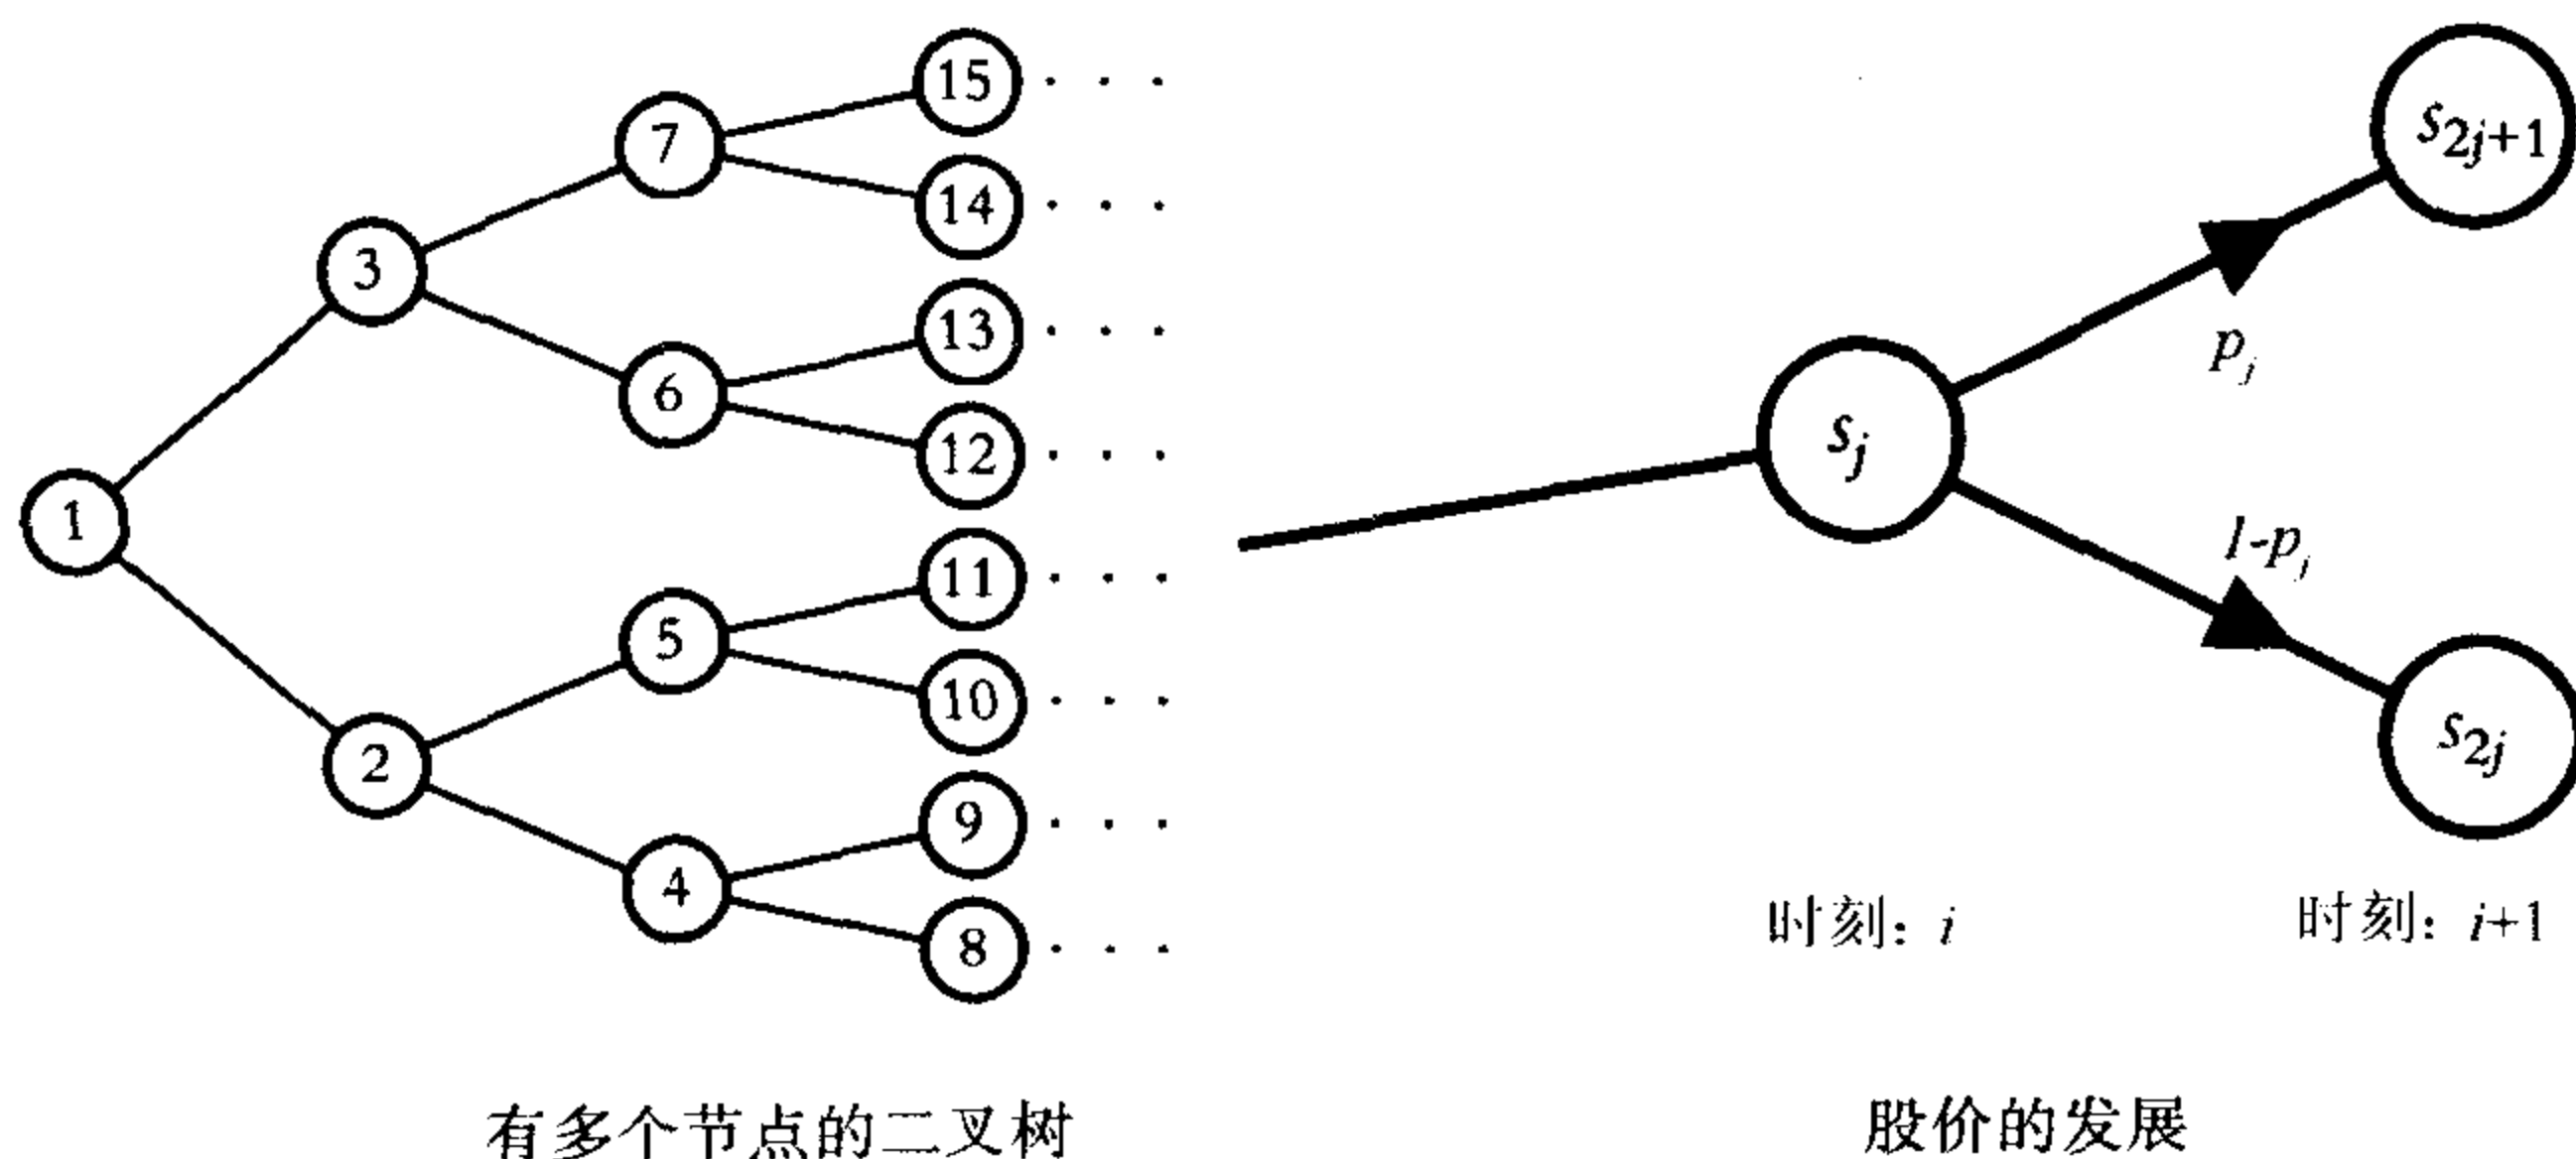 15 . . .
7
14 . . .
3
13 . . .
6
12 . . .
1
11 . . .
5
10 . . .
2
9 . . .
4
8 . . .
有多个节点的二叉树
s2j+1
pj
sj
1-pj
s2j
时刻: i
时刻: i+1
股价的发展